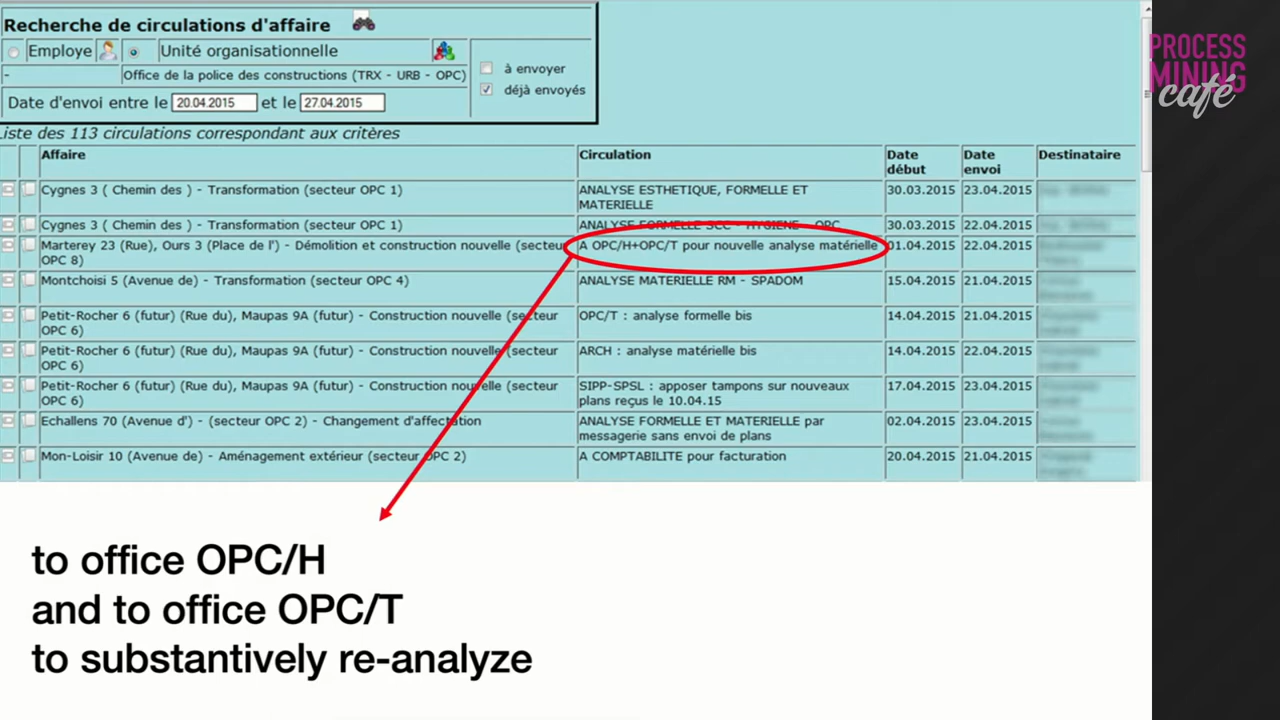 Recherche de circulations d'affaire
Employe Unité organisationnelle
- Office de la police des constructions (TRX - URB - OPC)
à envoyer
déjà envoyés
Date d'envoi entre le 20.04.2015 et le 27.04.2015
Liste des 113 circulations correspondant aux critères
Affaire Circulation Date début Date envoi Destinataire
Cygnes 3 ( Chemin des ) - Transformation (secteur OPC 1) ANALYSE ESTHETIQUE, FORMELLE ET 30.03.2015 23.04.2015
MATERIELLE
Cygnes 3 ( Chemin des ) - Transformation (secteur OPC 1) ANALYSE FORMELLE SCC - HYGIENE - OPC 30.03.2015 22.04.2015
Marterey 23 (Rue), Ours 3 (Place de l') - Démolition et construction nouvelle (secteur A OPC/H+OPC/T pour nouvelle analyse matérielle 01.04.2015 22.04.2015
OPC 8)
Montchoisi 5 (Avenue de) - Transformation (secteur OPC 4) ANALYSE MATERIELLE RM - SPADOM 15.04.2015 21.04.2015
Petit-Rocher 6 (futur) (Rue du), Maupas 9A (futur) - Construction nouvelle (secteur OPC/T : analyse formelle bis 14.04.2015 21.04.2015
OPC 6)
Petit-Rocher 6 (futur) (Rue du), Maupas 9A (futur) - Construction nouvelle (secteur ARCH : analyse matérielle bis 14.04.2015 22.04.2015
OPC 6)
Petit-Rocher 6 (futur) (Rue du), Maupas 9A (futur) - Construction nouvelle (secteur SIPP-SPSL : apposer tampons sur nouveaux 17.04.2015 23.04.2015
OPC 6) plans reçus le 10.04.15
Echallens 70 (Avenue d') - (secteur OPC 2) - Changement d'affectation ANALYSE FORMELLE ET MATERIELLE par 02.04.2015 23.04.2015
messagerie sans envoi de plans
Mon-Loisir 10 (Avenue de) - Aménagement extérieur (secteur OPC 2) A COMPTABILITE pour facturation 20.04.2015 21.04.2015
to office OPC/H
and to office OPC/T
to substantively re-analyze
PROCESS
MINING
café